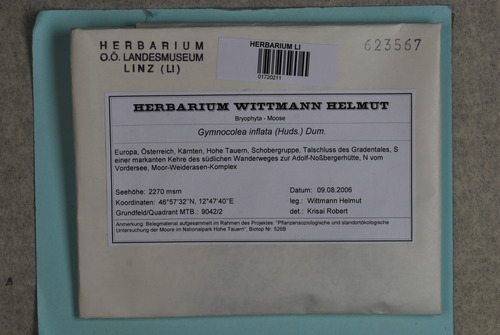 HERBARIUM
O.Ö. LANDESMUSEUM
LINZ (LI)
HERBARIUM LI
01720211
623567
HERBARIUM WITTMANN HELMUT
Bryophyta - Moose
Gymnocolea inflata (Huds.) Dum.
Europa, Österreich, Kärnten, Hohe Tauern, Schobergruppe, Talschluss des Gradentales, S
einer markanten Kehre des südlichen Wanderweges zur Adolf-Noßbergerhütte, N vom
Vordersee, Moor-Weiderasen-Komplex
Seehöhe: 2270 msm
Datum: 09.08.2006
Koordinaten: 46°57'32"N, 12°47'40"E
leg.: Wittmann Helmut
Grundfeld/Quadrant MTB.: 9042/2
det.: Krisai Robert
Anmerkung: Belegmaterial aufgesammelt im Rahmen des Projektes: "Pflanzensoziologische und standortökologische
Untersuchung der Moore im Nationalpark Hohe Tauern", Biotop Nr. 526B